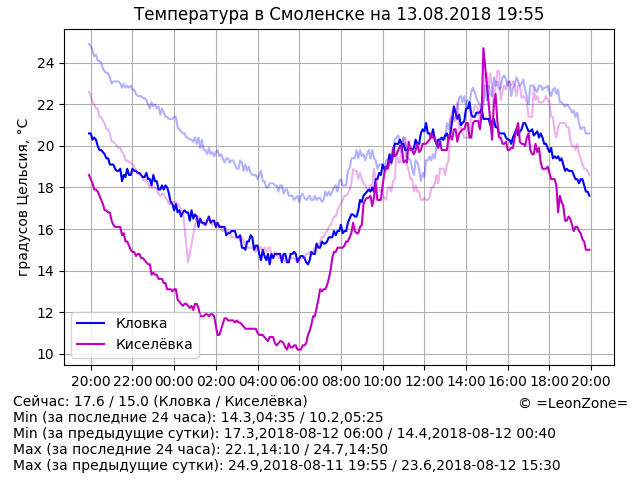 Температура в Смоленске на 13.08.2018 19:55
градусов Цельсия, °C
24
22
20
18
16
14
12
10
Кловка
Киселёвка
20:00 22:00 00:00 02:00 04:00 06:00 08:00 10:00 12:00 14:00 16:00 18:00 20:00
Сейчас: 17.6 / 15.0 (Кловка / Киселёвка)
© =LeonZone=
Min (за последние 24 часа): 14.3,04:35 / 10.2,05:25
Min (за предыдущие сутки): 17.3,2018-08-12 06:00 / 14.4,2018-08-12 00:40
Max (за последние 24 часа): 22.1,14:10 / 24.7,14:50
Max (за предыдущие сутки): 24.9,2018-08-11 19:55 / 23.6,2018-08-12 15:30